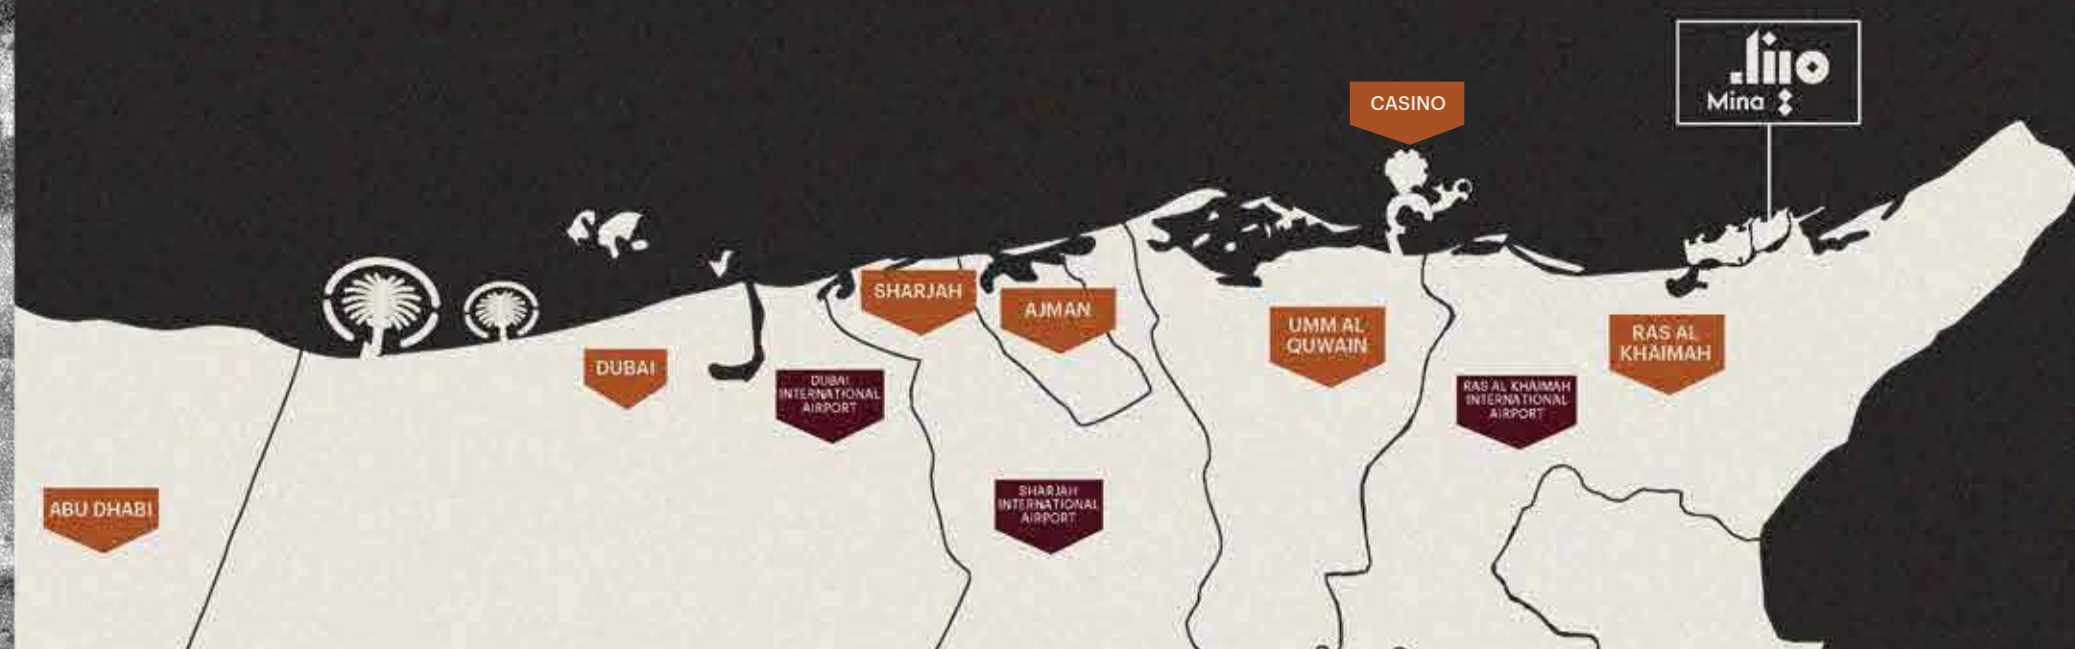 مينا
Mina
CASINO
SHARJAH
AJMAN
UMM AL
QUWAIN
RAS AL
KHAIMAH
DUBAI
DUBAI
INTERNATIONAL
AIRPORT
RAS AL KHAIMAH
INTERNATIONAL
AIRPORT
ABU DHABI
SHARJAH
INTERNATIONAL
AIRPORT